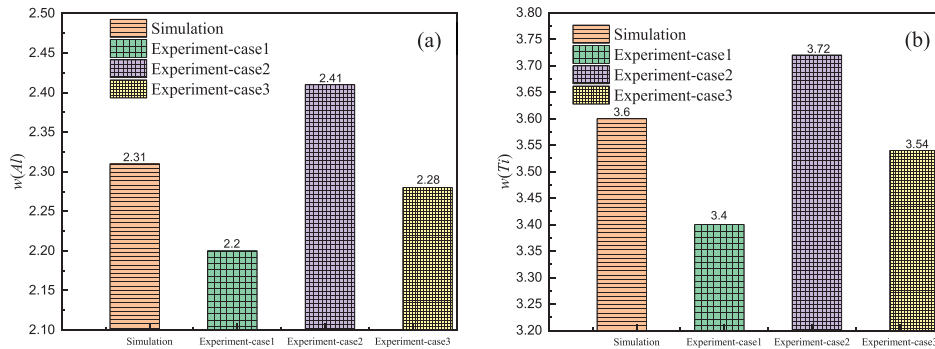 2.50
2.45
2.40
2.35
2.30
2.25
2.20
2.15
2.10
w(Al)
Simulation
Experiment-case1
Experiment-case2
Experiment-case3
(a)
2.31
2.2
2.41
2.28
Simulation
Experiment-case1
Experiment-case2
Experiment-case3
3.80
3.75
3.70
3.65
3.60
3.55
3.50
3.45
3.40
3.35
3.30
3.25
3.20
w(Ti)
Simulation
Experiment-case1
Experiment-case2
Experiment-case3
(b)
3.6
3.4
3.72
3.54
Simulation
Experiment-case1
Experiment-case2
Experiment-case3